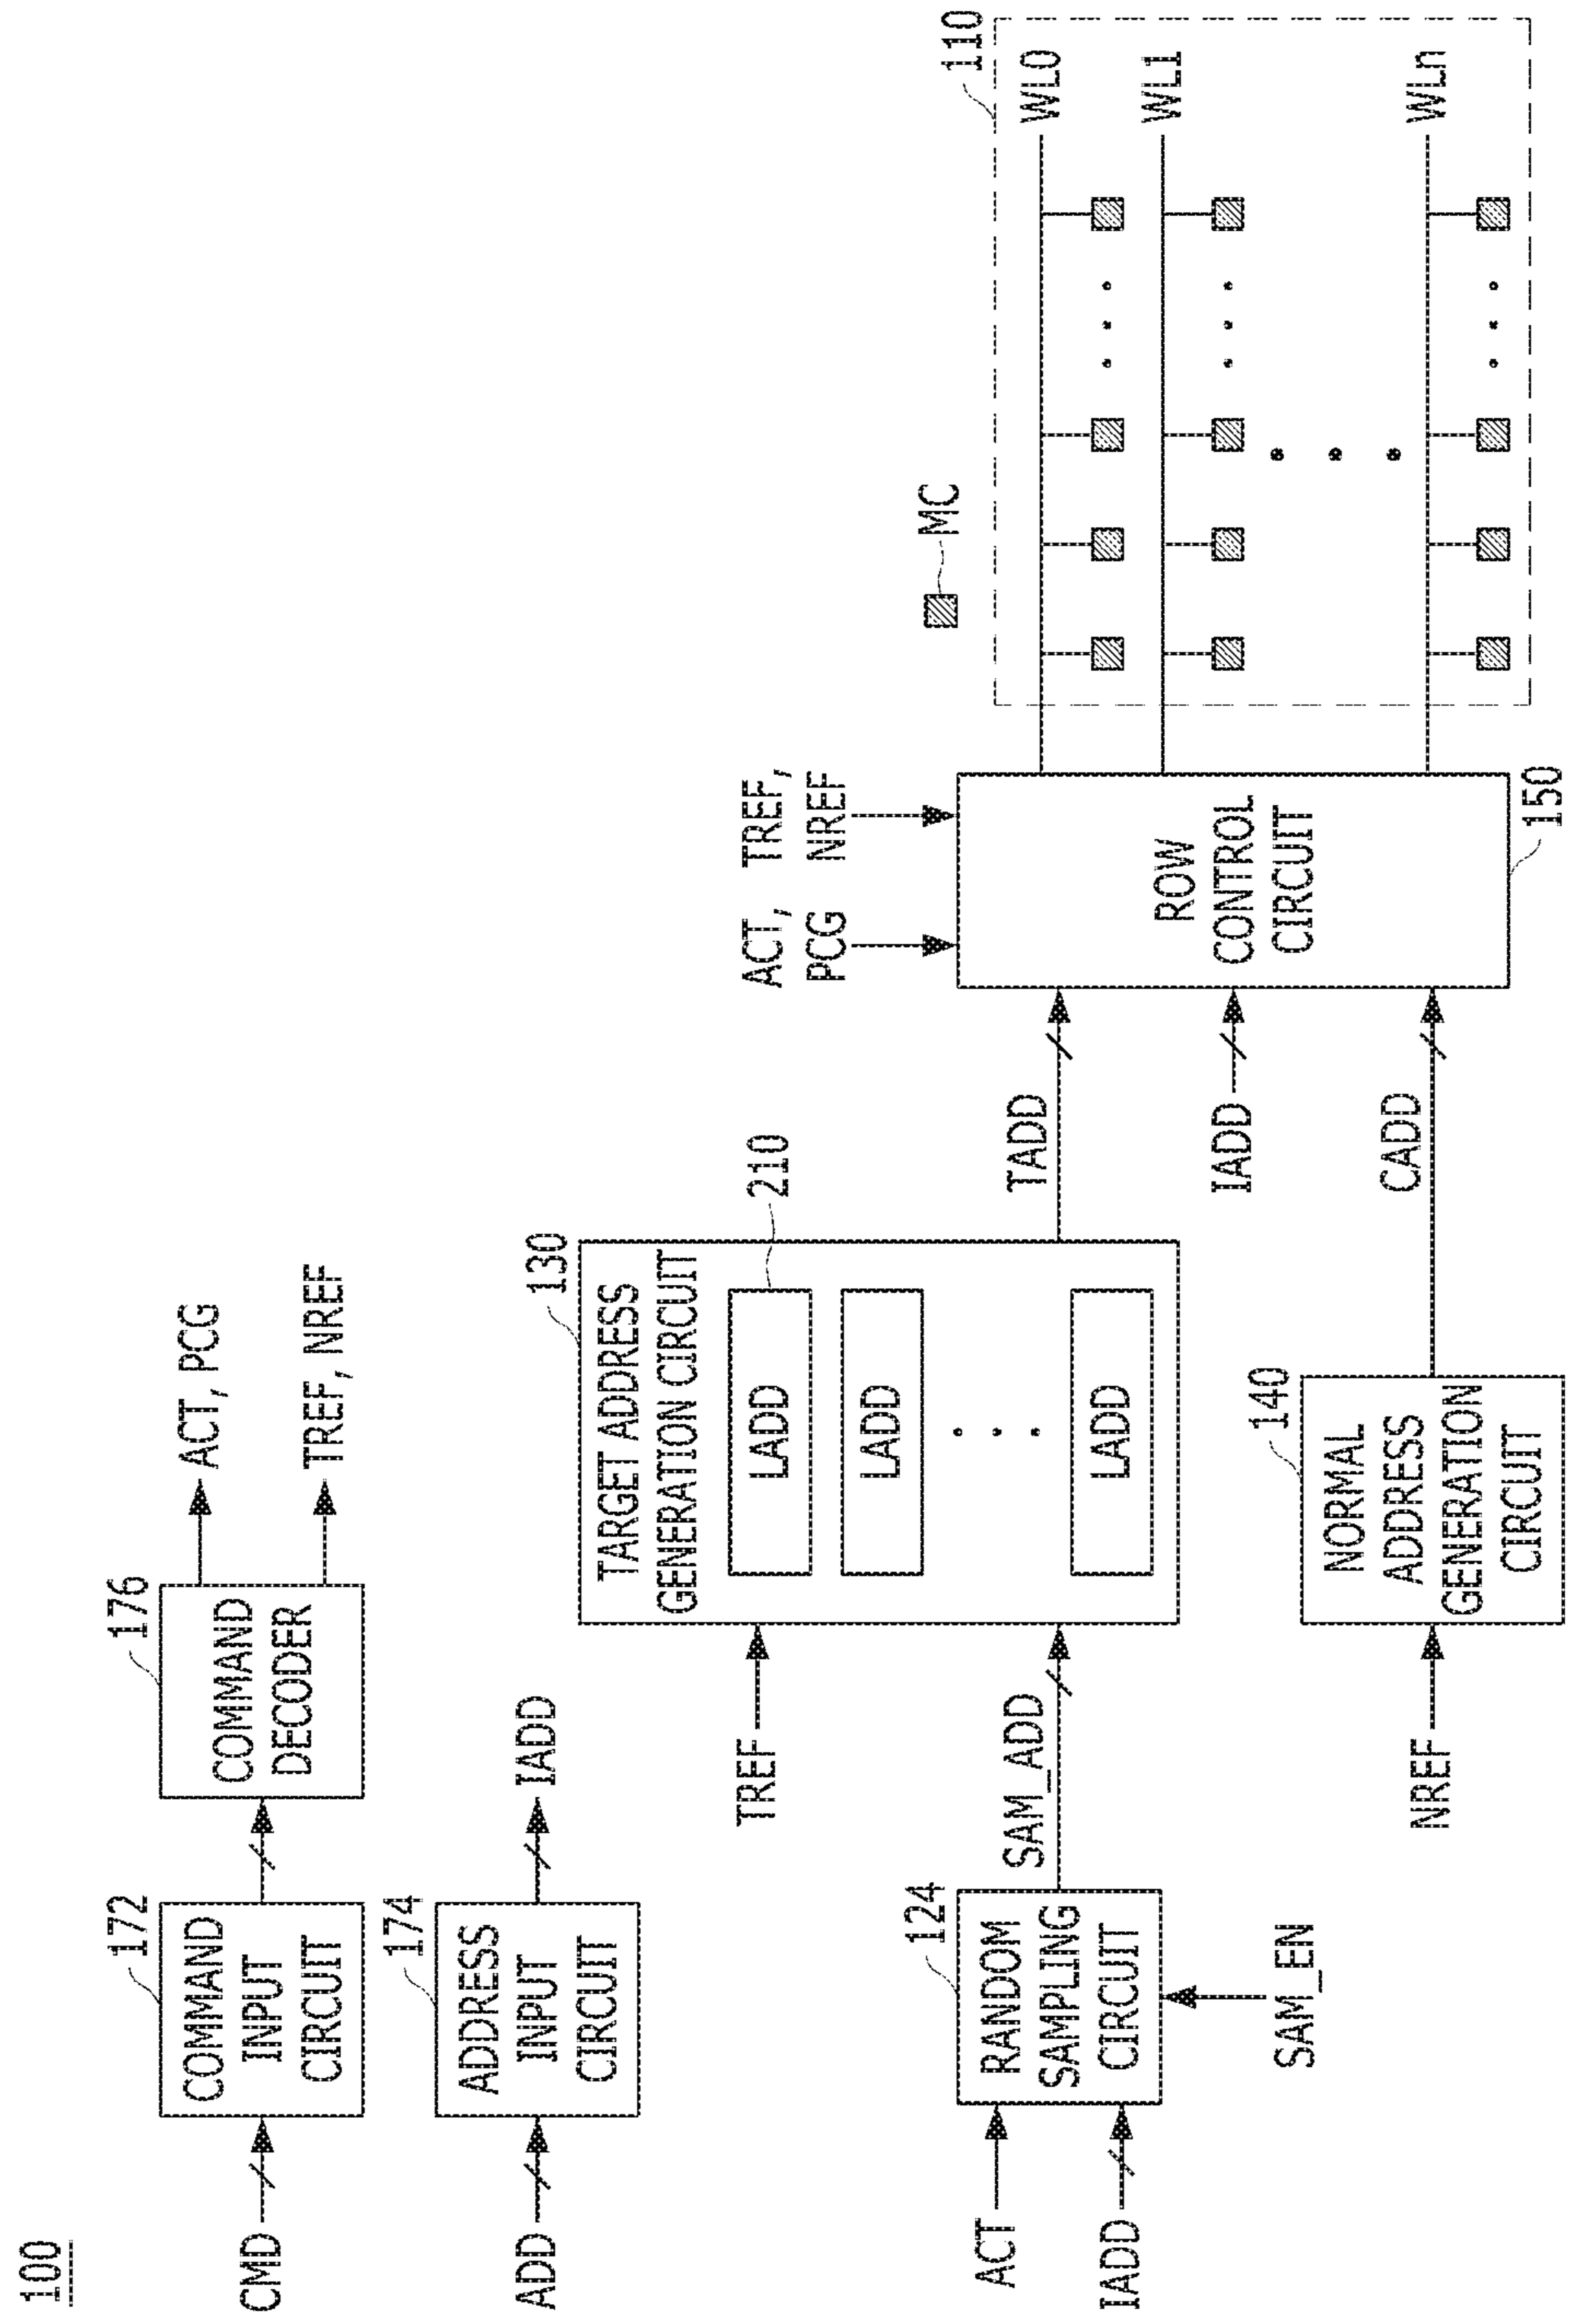 100
CMD
172
COMMAND
INPUT
CIRCUIT
176
COMMAND
DECODER
ACT, PCG
TREF, NREF
ADD
174
ADDRESS
INPUT
CIRCUIT
IADD
ACT
IADD
124
RANDOM
SAMPLING
CIRCUIT
SAM_EN
SAM_ADD
TREF
130
TARGET ADDRESS
GENERATION CIRCUIT
210
LADD
LADD
LADD
NREF
140
NORMAL
ADDRESS
GENERATION
CIRCUIT
TADD
IADD
CADD
ACT,
PCG
TREF,
NREF
ROW
CONTROL
CIRCUIT
150
MC
110
WL0
WL1
WLn